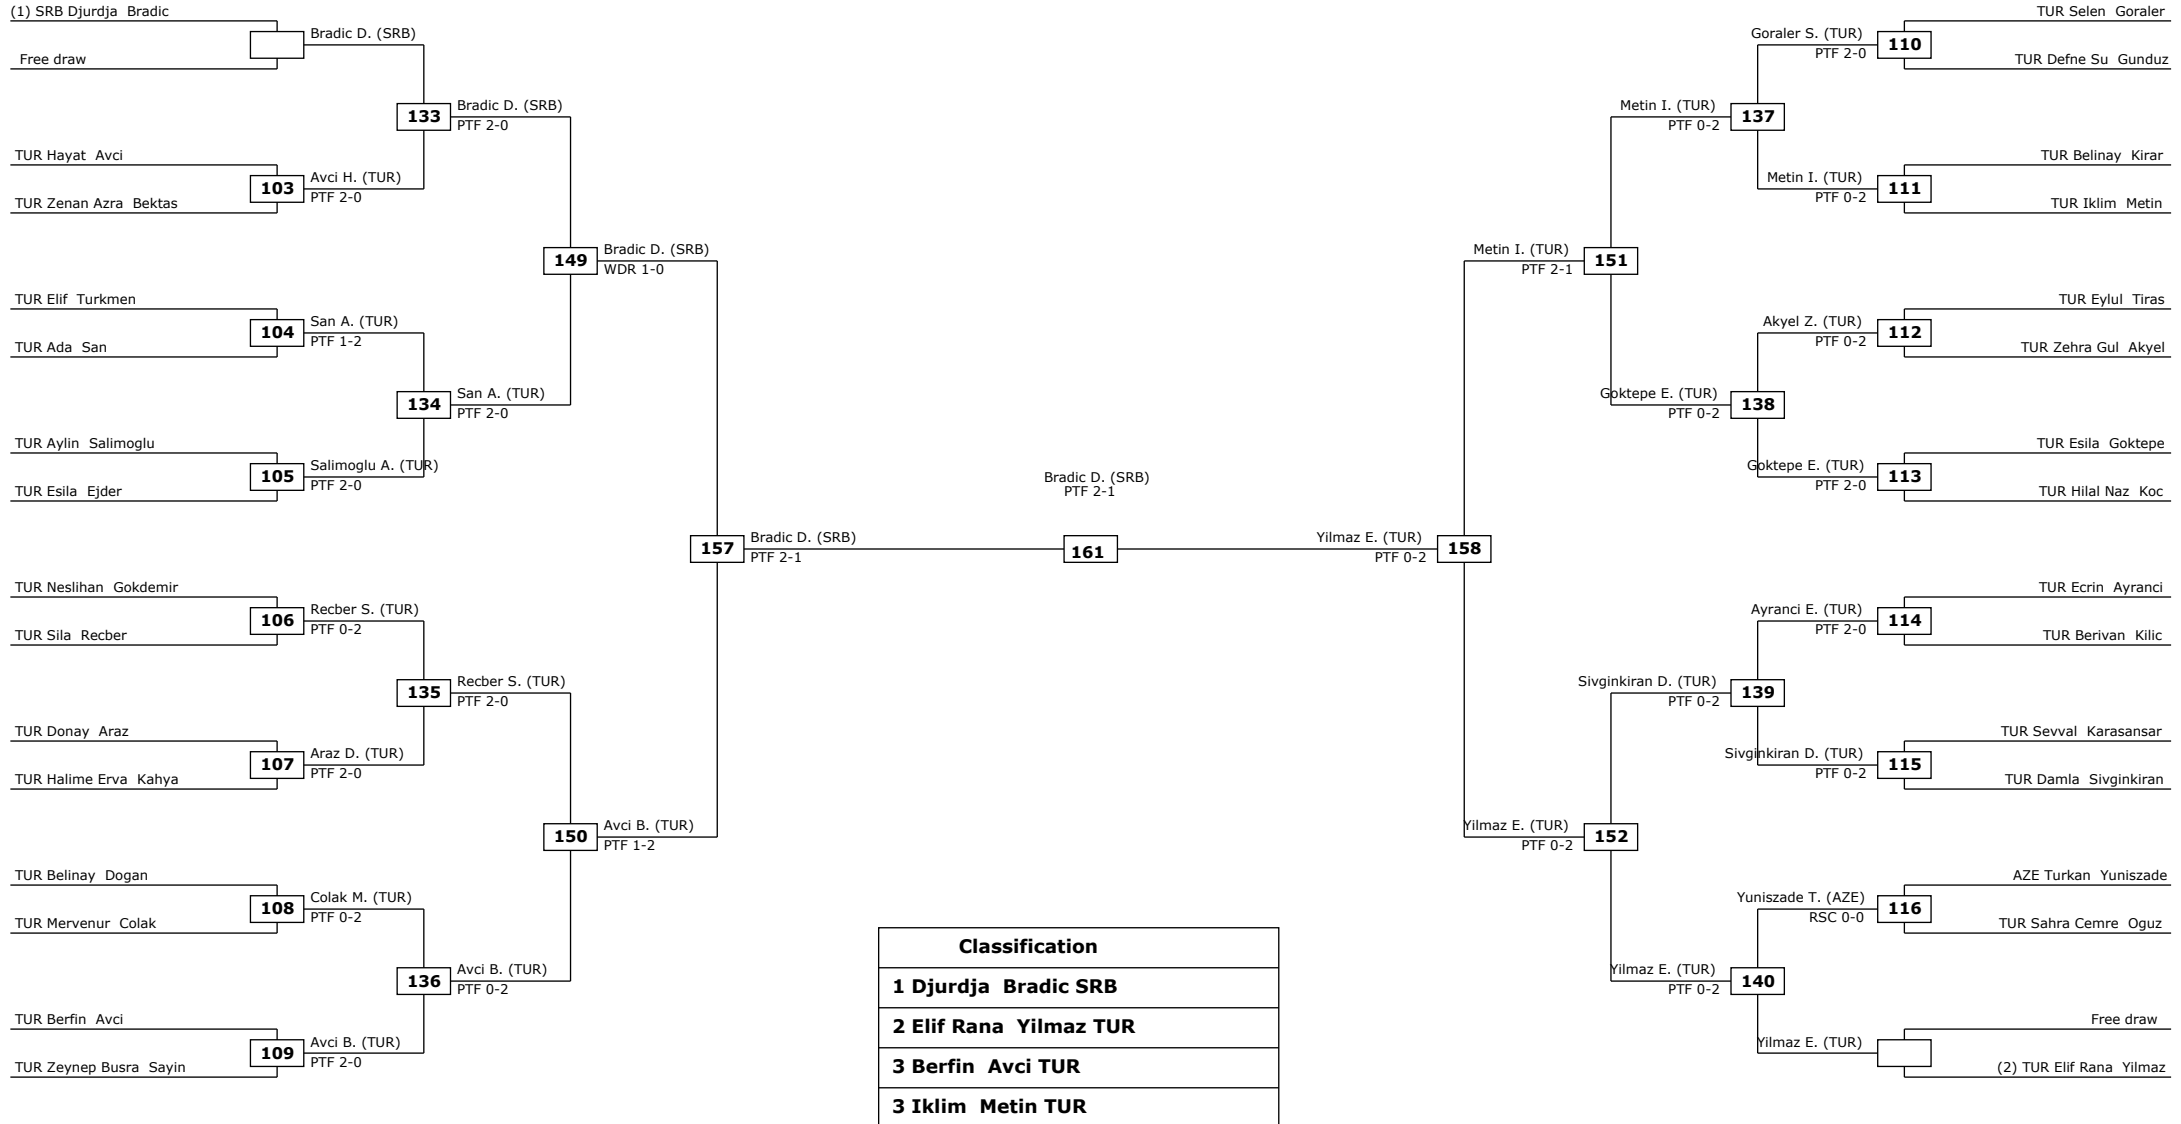 (1) SRB Djurdja Bradic
Free draw
Bradic D. (SRB)
133
Bradic D. (SRB)
PTF 2-0
TUR Hayat Avci
TUR Zenan Azra Bektas
103
Avci H. (TUR)
PTF 2-0
149
Bradic D. (SRB)
WDR 1-0
TUR Elif Turkmen
TUR Ada San
104
San A. (TUR)
PTF 1-2
134
San A. (TUR)
PTF 2-0
TUR Aylin Salimoglu
TUR Esila Ejder
105
Salimoglu A. (TUR)
PTF 2-0
157
Bradic D. (SRB)
PTF 2-1
TUR Neslihan Gokdemir
TUR Sila Recber
106
Recber S. (TUR)
PTF 0-2
135
Recber S. (TUR)
PTF 2-0
TUR Donay Araz
TUR Halime Erva Kahya
107
Araz D. (TUR)
PTF 2-0
150
Avci B. (TUR)
PTF 1-2
TUR Belinay Dogan
TUR Mervenur Colak
108
Colak M. (TUR)
PTF 0-2
136
Avci B. (TUR)
PTF 0-2
TUR Berfin Avci
TUR Zeynep Busra Sayin
109
Avci B. (TUR)
PTF 2-0
Bradic D. (SRB)
PTF 2-1
161
TUR Selen Goraler
TUR Defne Su Gunduz
110
Goraler S. (TUR)
PTF 2-0
137
Metin I. (TUR)
PTF 0-2
TUR Belinay Kirar
TUR Iklim Metin
111
Metin I. (TUR)
PTF 0-2
151
Metin I. (TUR)
PTF 2-1
TUR Eylul Tiras
TUR Zehra Gul Akyel
112
Akyel Z. (TUR)
PTF 0-2
138
Goktepe E. (TUR)
PTF 0-2
TUR Esila Goktepe
TUR Hilal Naz Koc
113
Goktepe E. (TUR)
PTF 2-0
158
Yilmaz E. (TUR)
PTF 0-2
TUR Ecrin Ayranci
TUR Berivan Kilic
114
Ayranci E. (TUR)
PTF 2-0
139
Sivginkiran D. (TUR)
PTF 0-2
TUR Sevval Karasansar
TUR Damla Sivginkiran
115
Sivginkiran D. (TUR)
PTF 0-2
152
Yilmaz E. (TUR)
PTF 0-2
AZE Turkan Yuniszade
TUR Sahra Cemre Oguz
116
Yuniszade T. (AZE)
RSC 0-0
140
Yilmaz E. (TUR)
PTF 0-2
Free draw
(2) TUR Elif Rana Yilmaz
Yilmaz E. (TUR)
Classification
1 Djurdja Bradic SRB
2 Elif Rana Yilmaz TUR
3 Berfin Avci TUR
3 Iklim Metin TUR